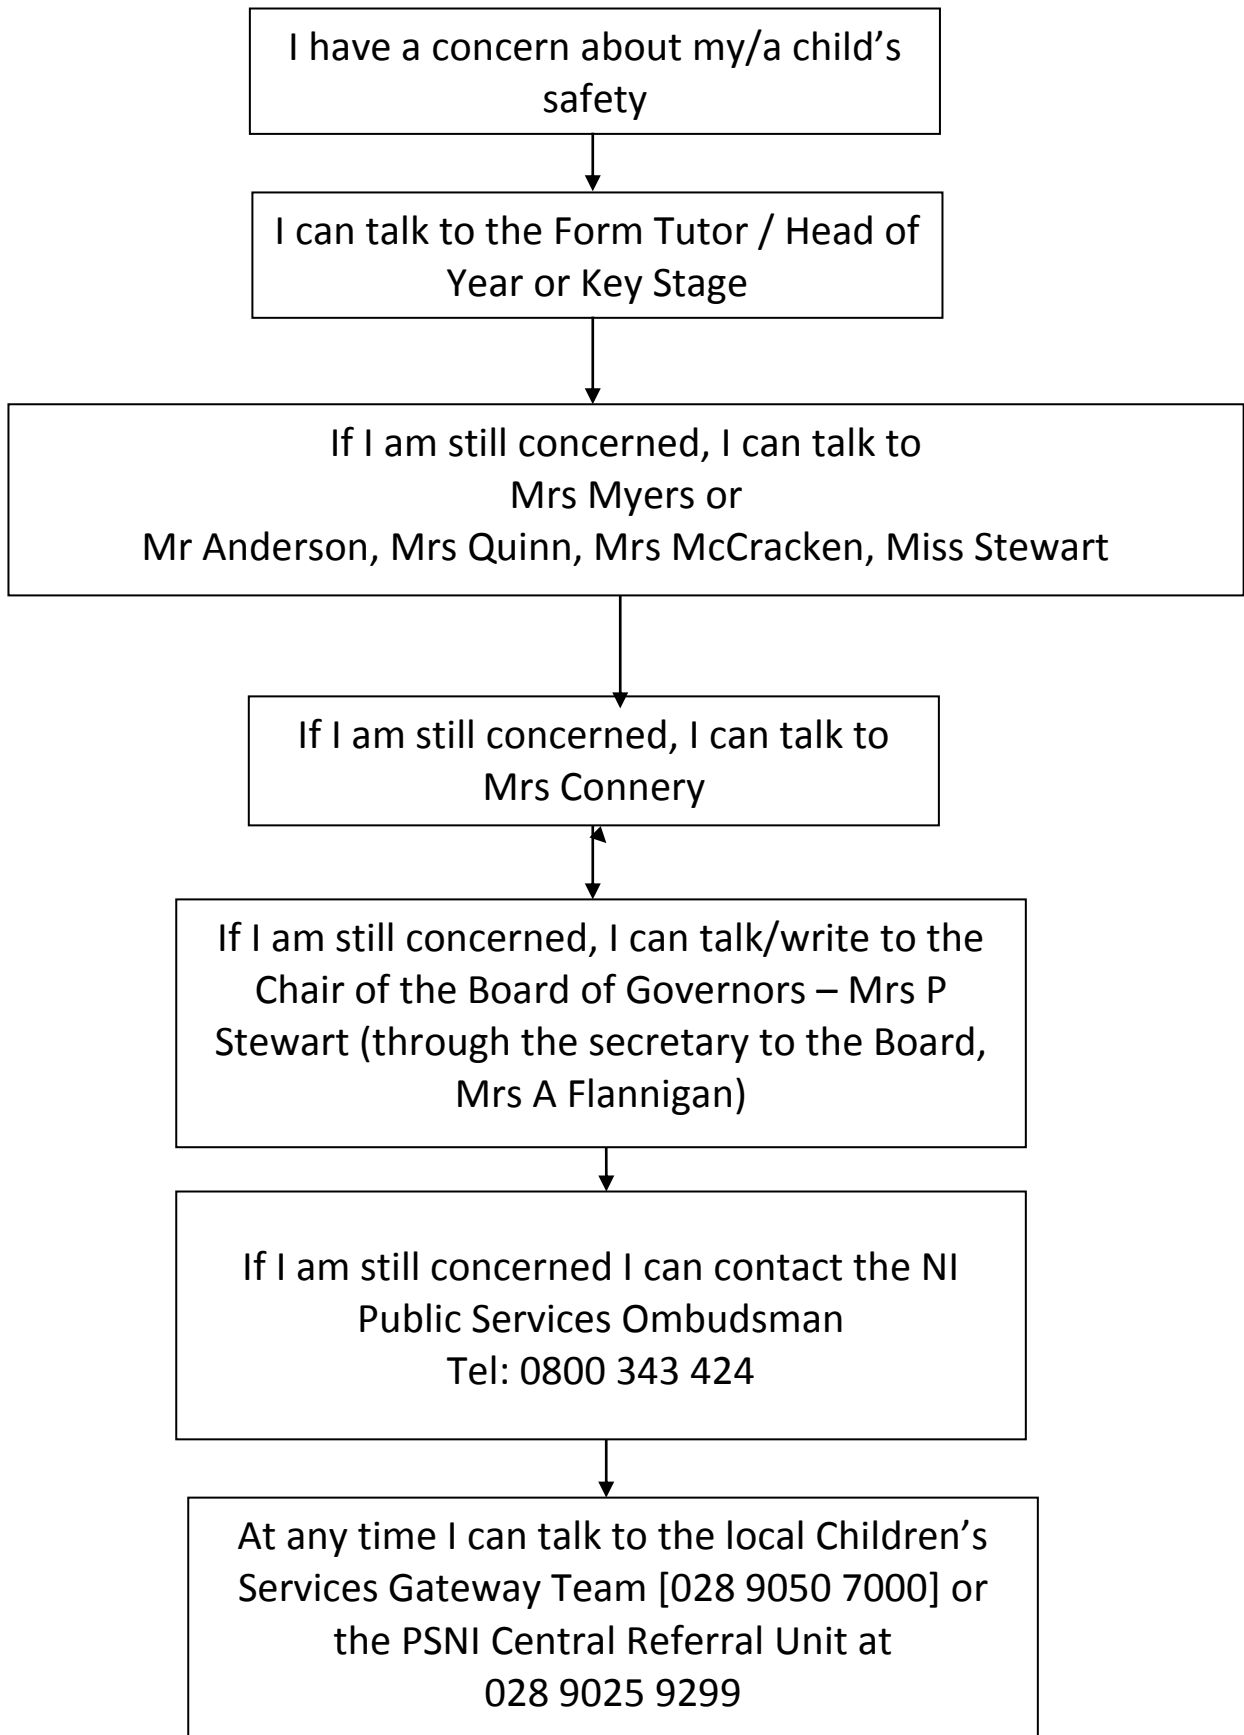 I have a concern about my/a child’s
safety
I can talk to the Form Tutor / Head of
Year or Key Stage
If I am still concerned, I can talk to
Mrs Myers or
Mr Anderson, Mrs Quinn, Mrs McCracken, Miss Stewart
If I am still concerned, I can talk to
Mrs Connery
If I am still concerned, I can talk/write to the
Chair of the Board of Governors – Mrs P
Stewart (through the secretary to the Board,
Mrs A Flannigan)
If I am still concerned I can contact the NI
Public Services Ombudsman
Tel: 0800 343 424
At any time I can talk to the local Children’s
Services Gateway Team [028 9050 7000] or
the PSNI Central Referral Unit at
028 9025 9299